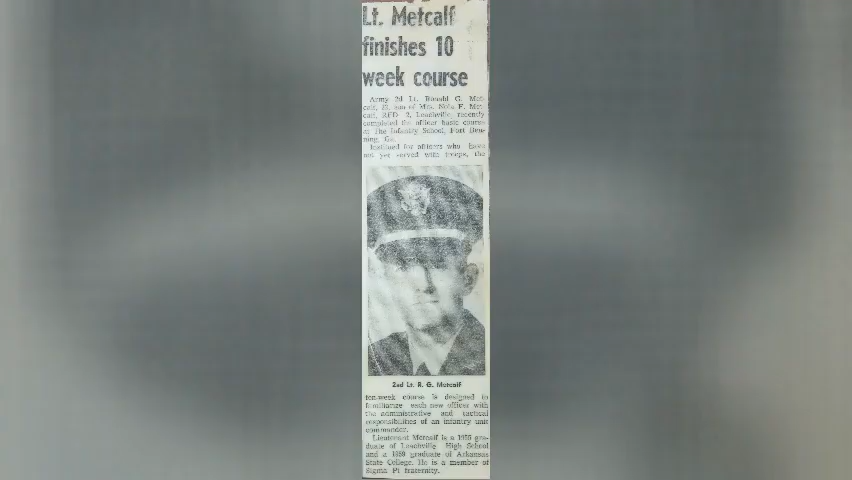 Lt. Metcalf
finishes 10
week course
Army 2d Lt. Ronald G. Met-
calf, 22, son of Mrs. Nola F. Met-
calf, RFD 2, Leachville, recently
completed the officer basic course
at The Infantry School, Fort Ben-
ning, Ga.
Instituted for officers who have
not yet served with troops, the
2nd Lt. R. G. Metcalf
ten-week course is designed to
familiarize each new officer with
the administrative and tactical
responsibilities of an infantry unit
commander.
Lieutenant Metcalf is a 1955 gra-
duate of Leachville High School
and a 1959 graduate of Arkansas
State College. He is a member of
Sigma Pi fraternity.